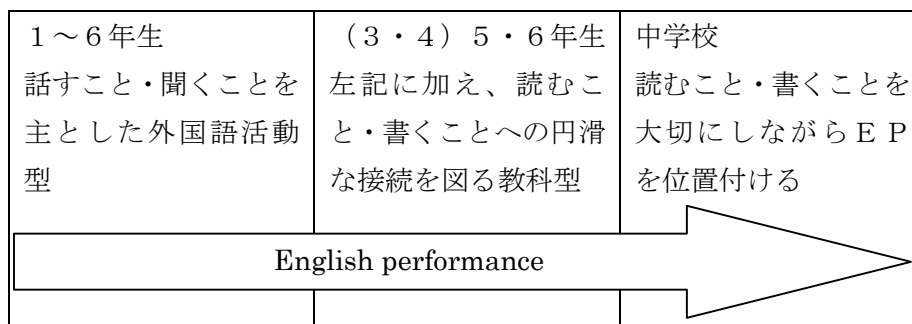 １～６年生
話すこと・聞くことを
主とした外国語活動
型
（３・４）５・６年生
左記に加え、読むこ
と・書くことへの円滑
な接続を図る教科型
中学校
読むこと・書くことを
大切にしながらＥＰ
を位置付ける
English performance